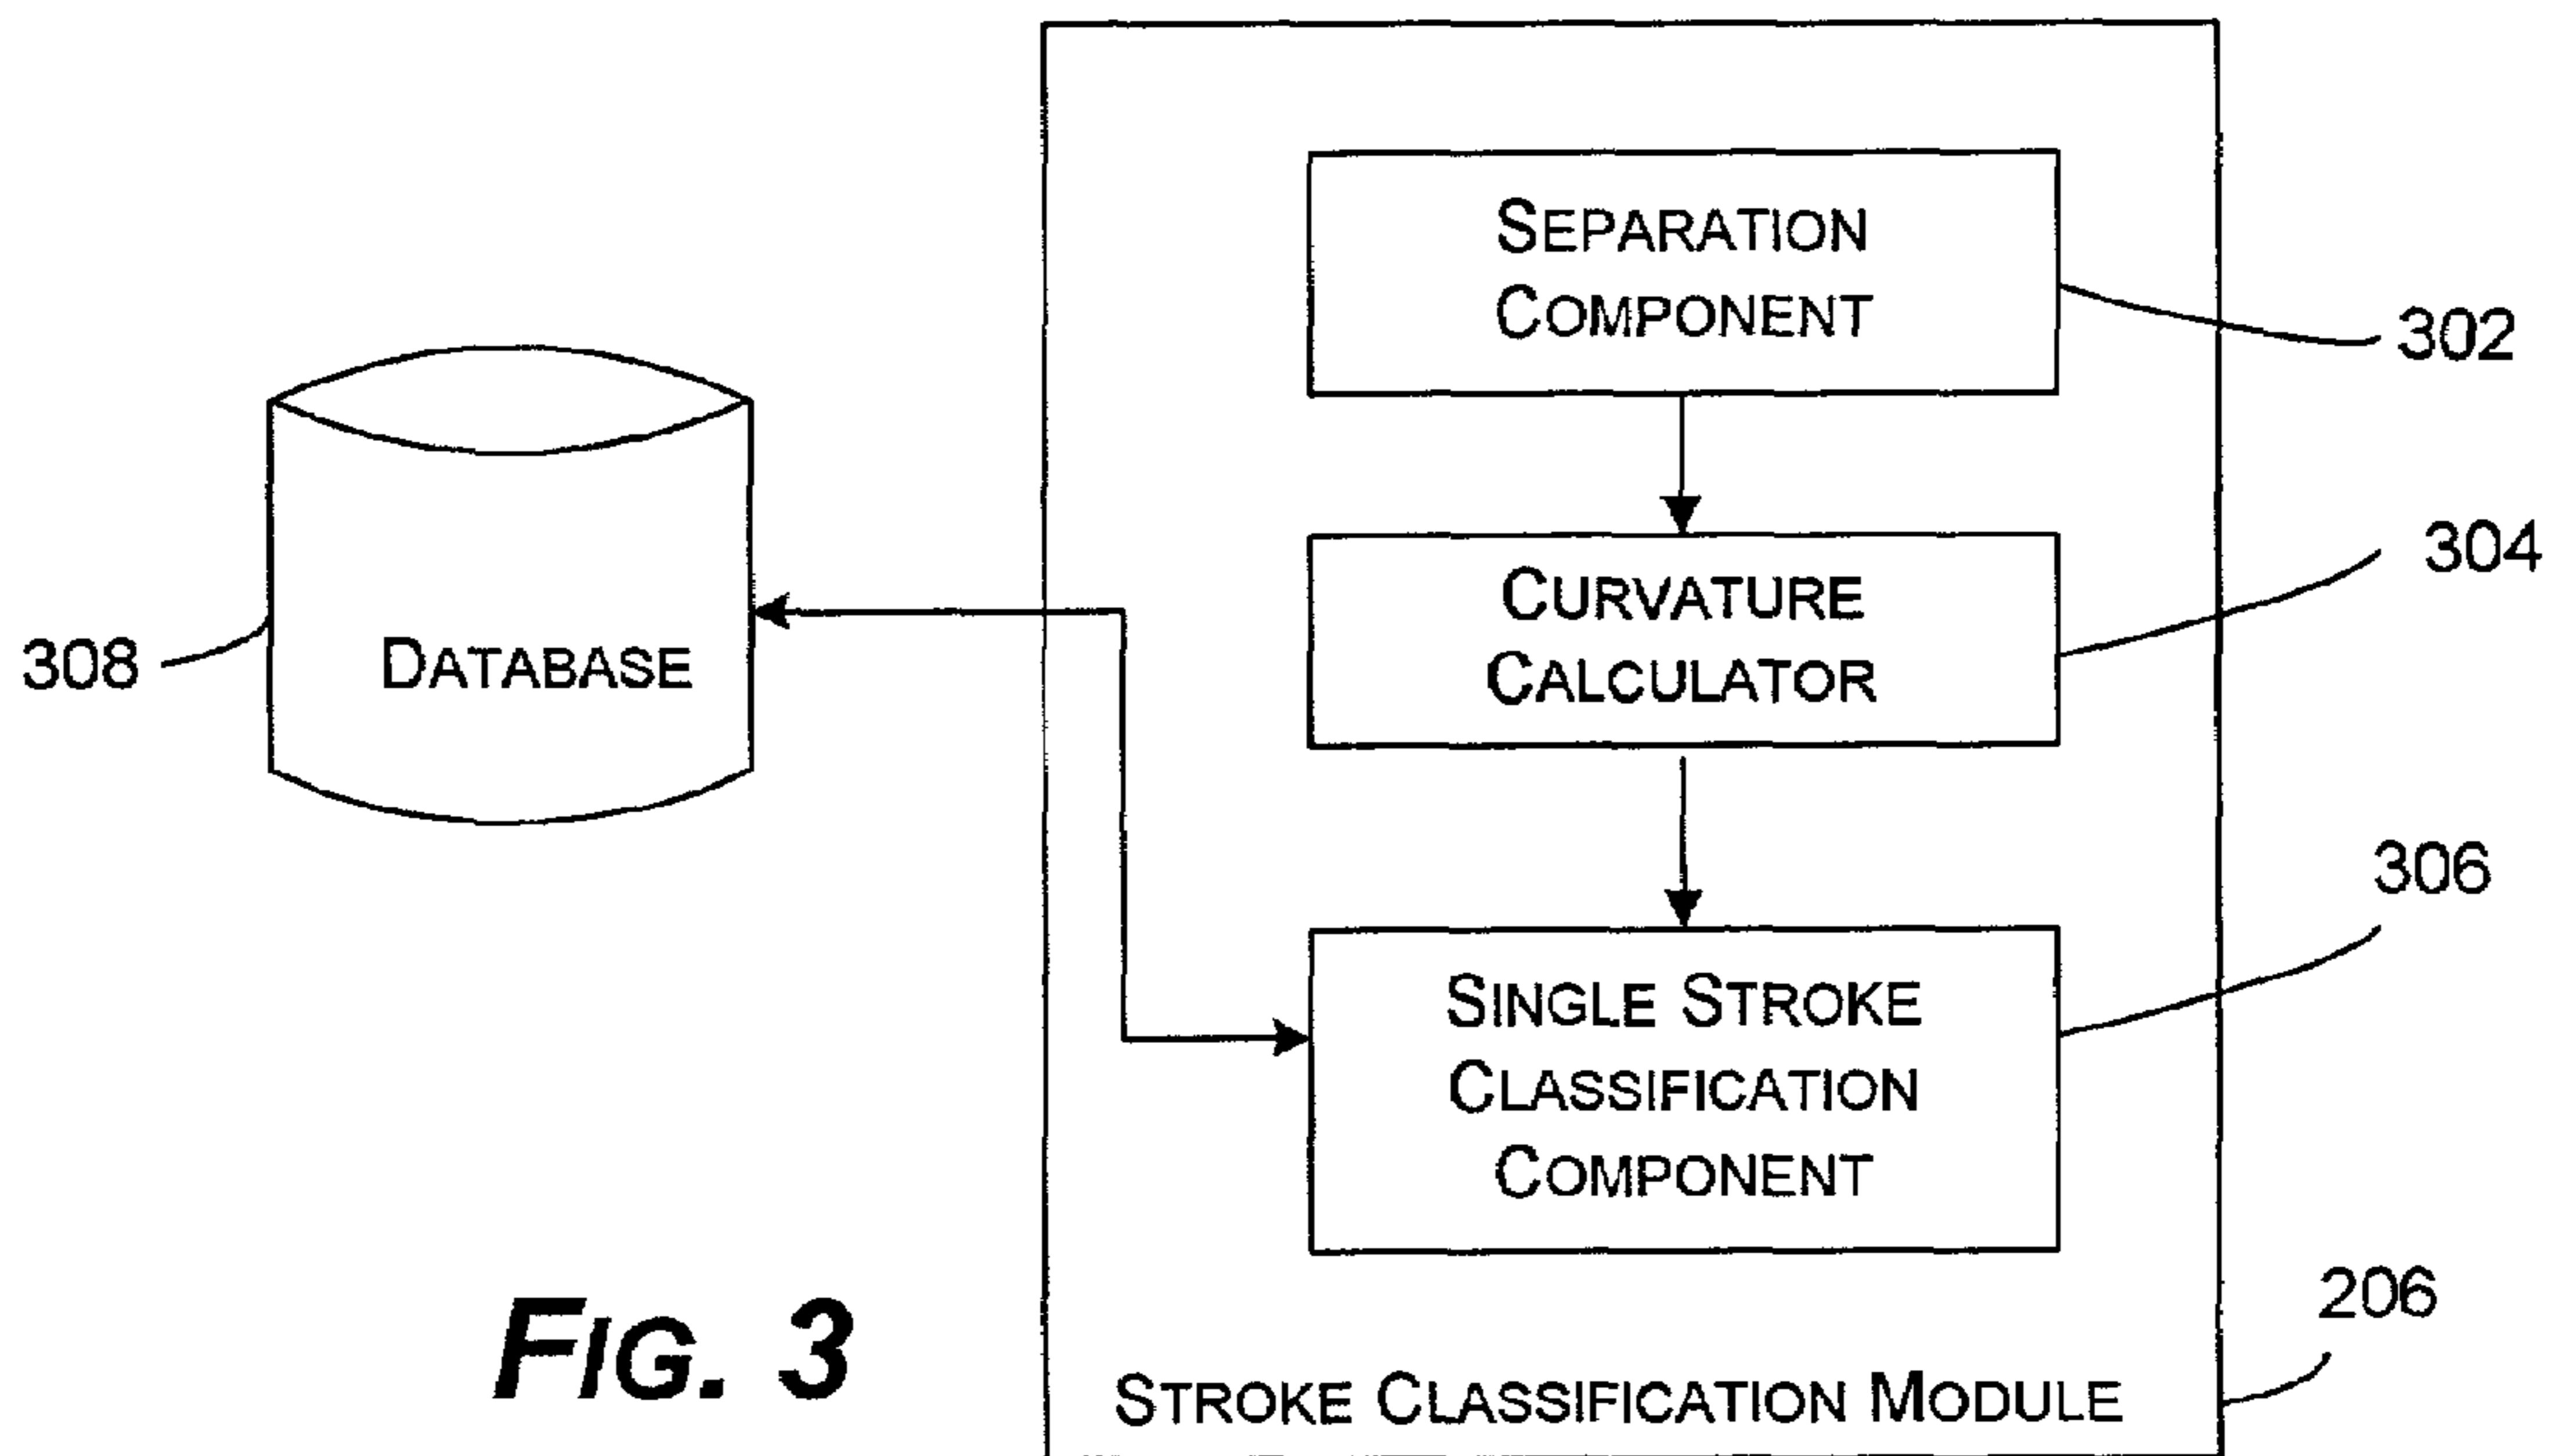 SEPARATION
COMPONENT
302
CURVATURE
CALCULATOR
304
308
DATABASE
306
SINGLE STROKE
CLASSIFICATION
COMPONENT
206
FIG. 3
STROKE CLASSIFICATION MODULE